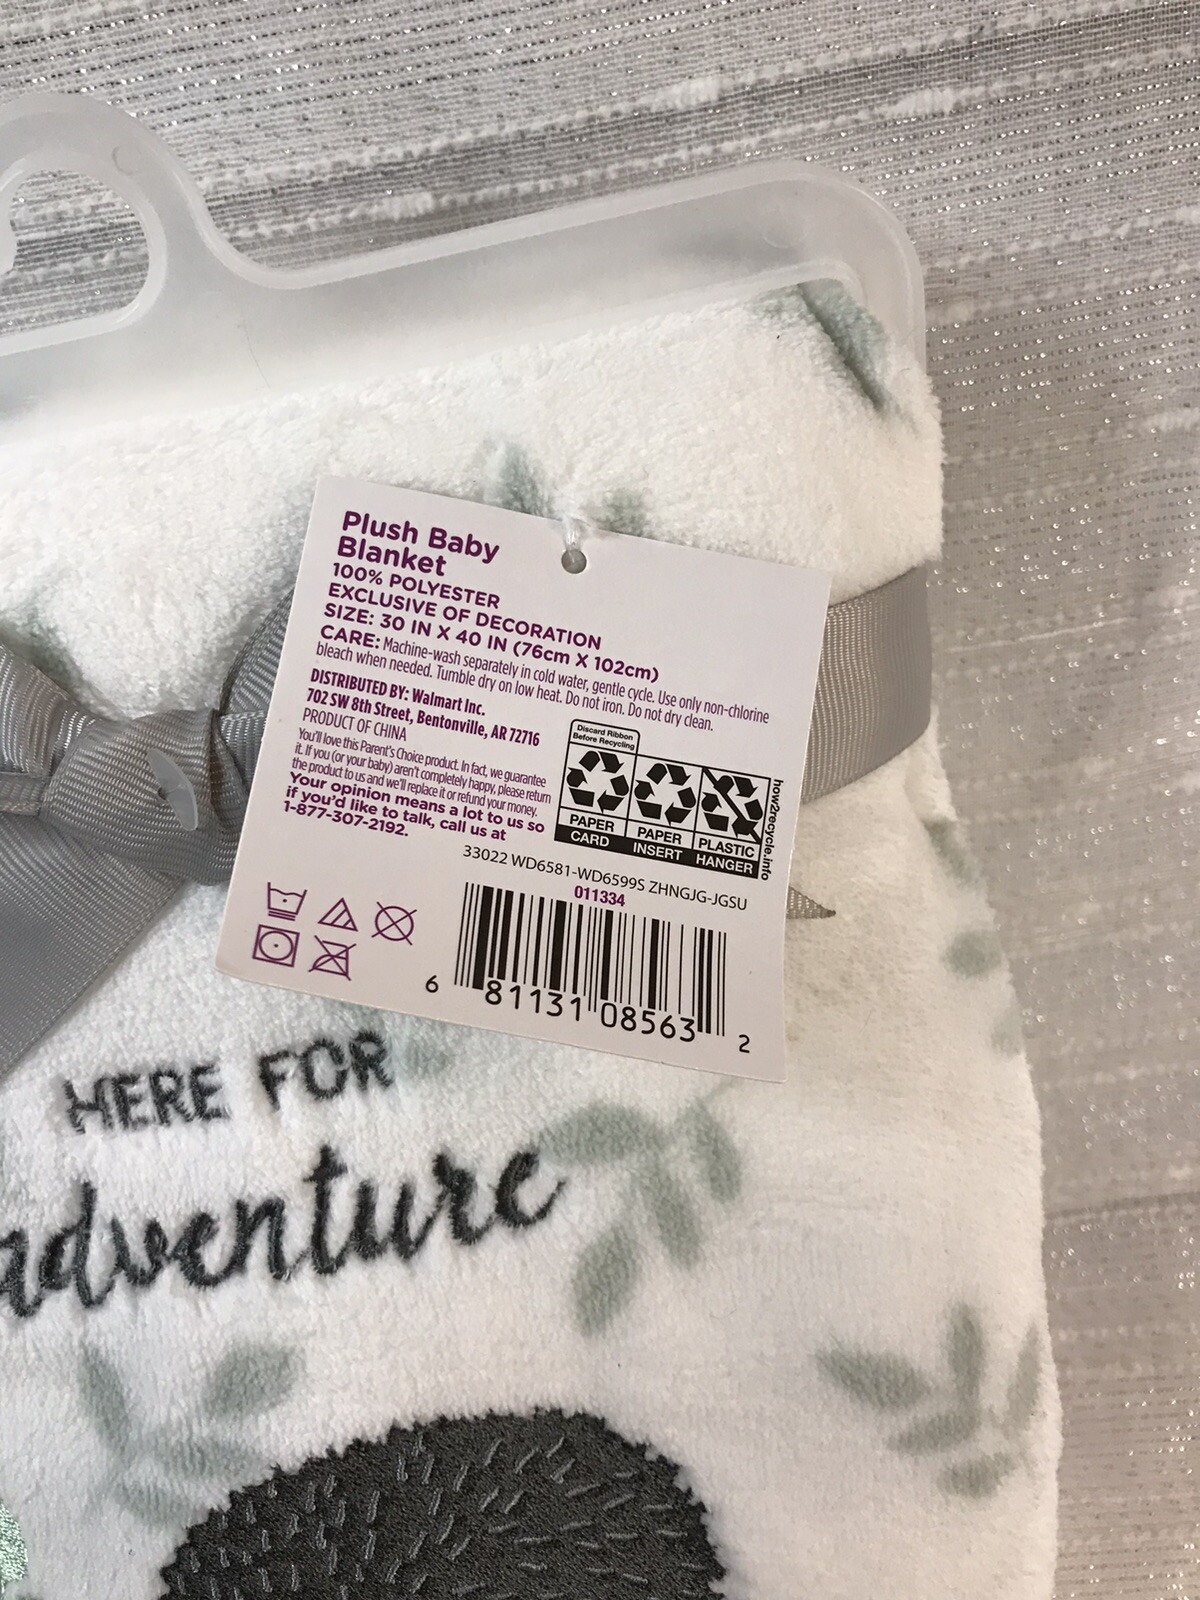 Plush Baby
Blanket
100% POLYESTER
EXCLUSIVE OF DECORATION
SIZE: 30 IN X 40 IN (76cm X 102cm)
CARE: Machine-wash separately in cold water, gentle cycle. Use only non-chlorine
bleach when needed. Tumble dry on low heat. Do not iron. Do not dry clean.
DISTRIBUTED BY: Walmart Inc.
702 SW 8th Street, Bentonville, AR 72716
PRODUCT OF CHINA
You'll love this Parent's Choice product. In fact, we guarantee
it. If you (or your baby) aren't completely happy, please return
the product to us and we'll replace it or refund your money.
Your opinion means a lot to us so
if you'd like to talk, call us at
1-877-307-2192.
Discard Ribbon
Before Recycling
PAPER
CARD
PAPER
INSERT
PLASTIC
HANGER
how2recycle.info
33022 WD6581-WD6599S ZHNGJG-JGSU
011334
6 81131 08563 2
HERE FOR
adventure